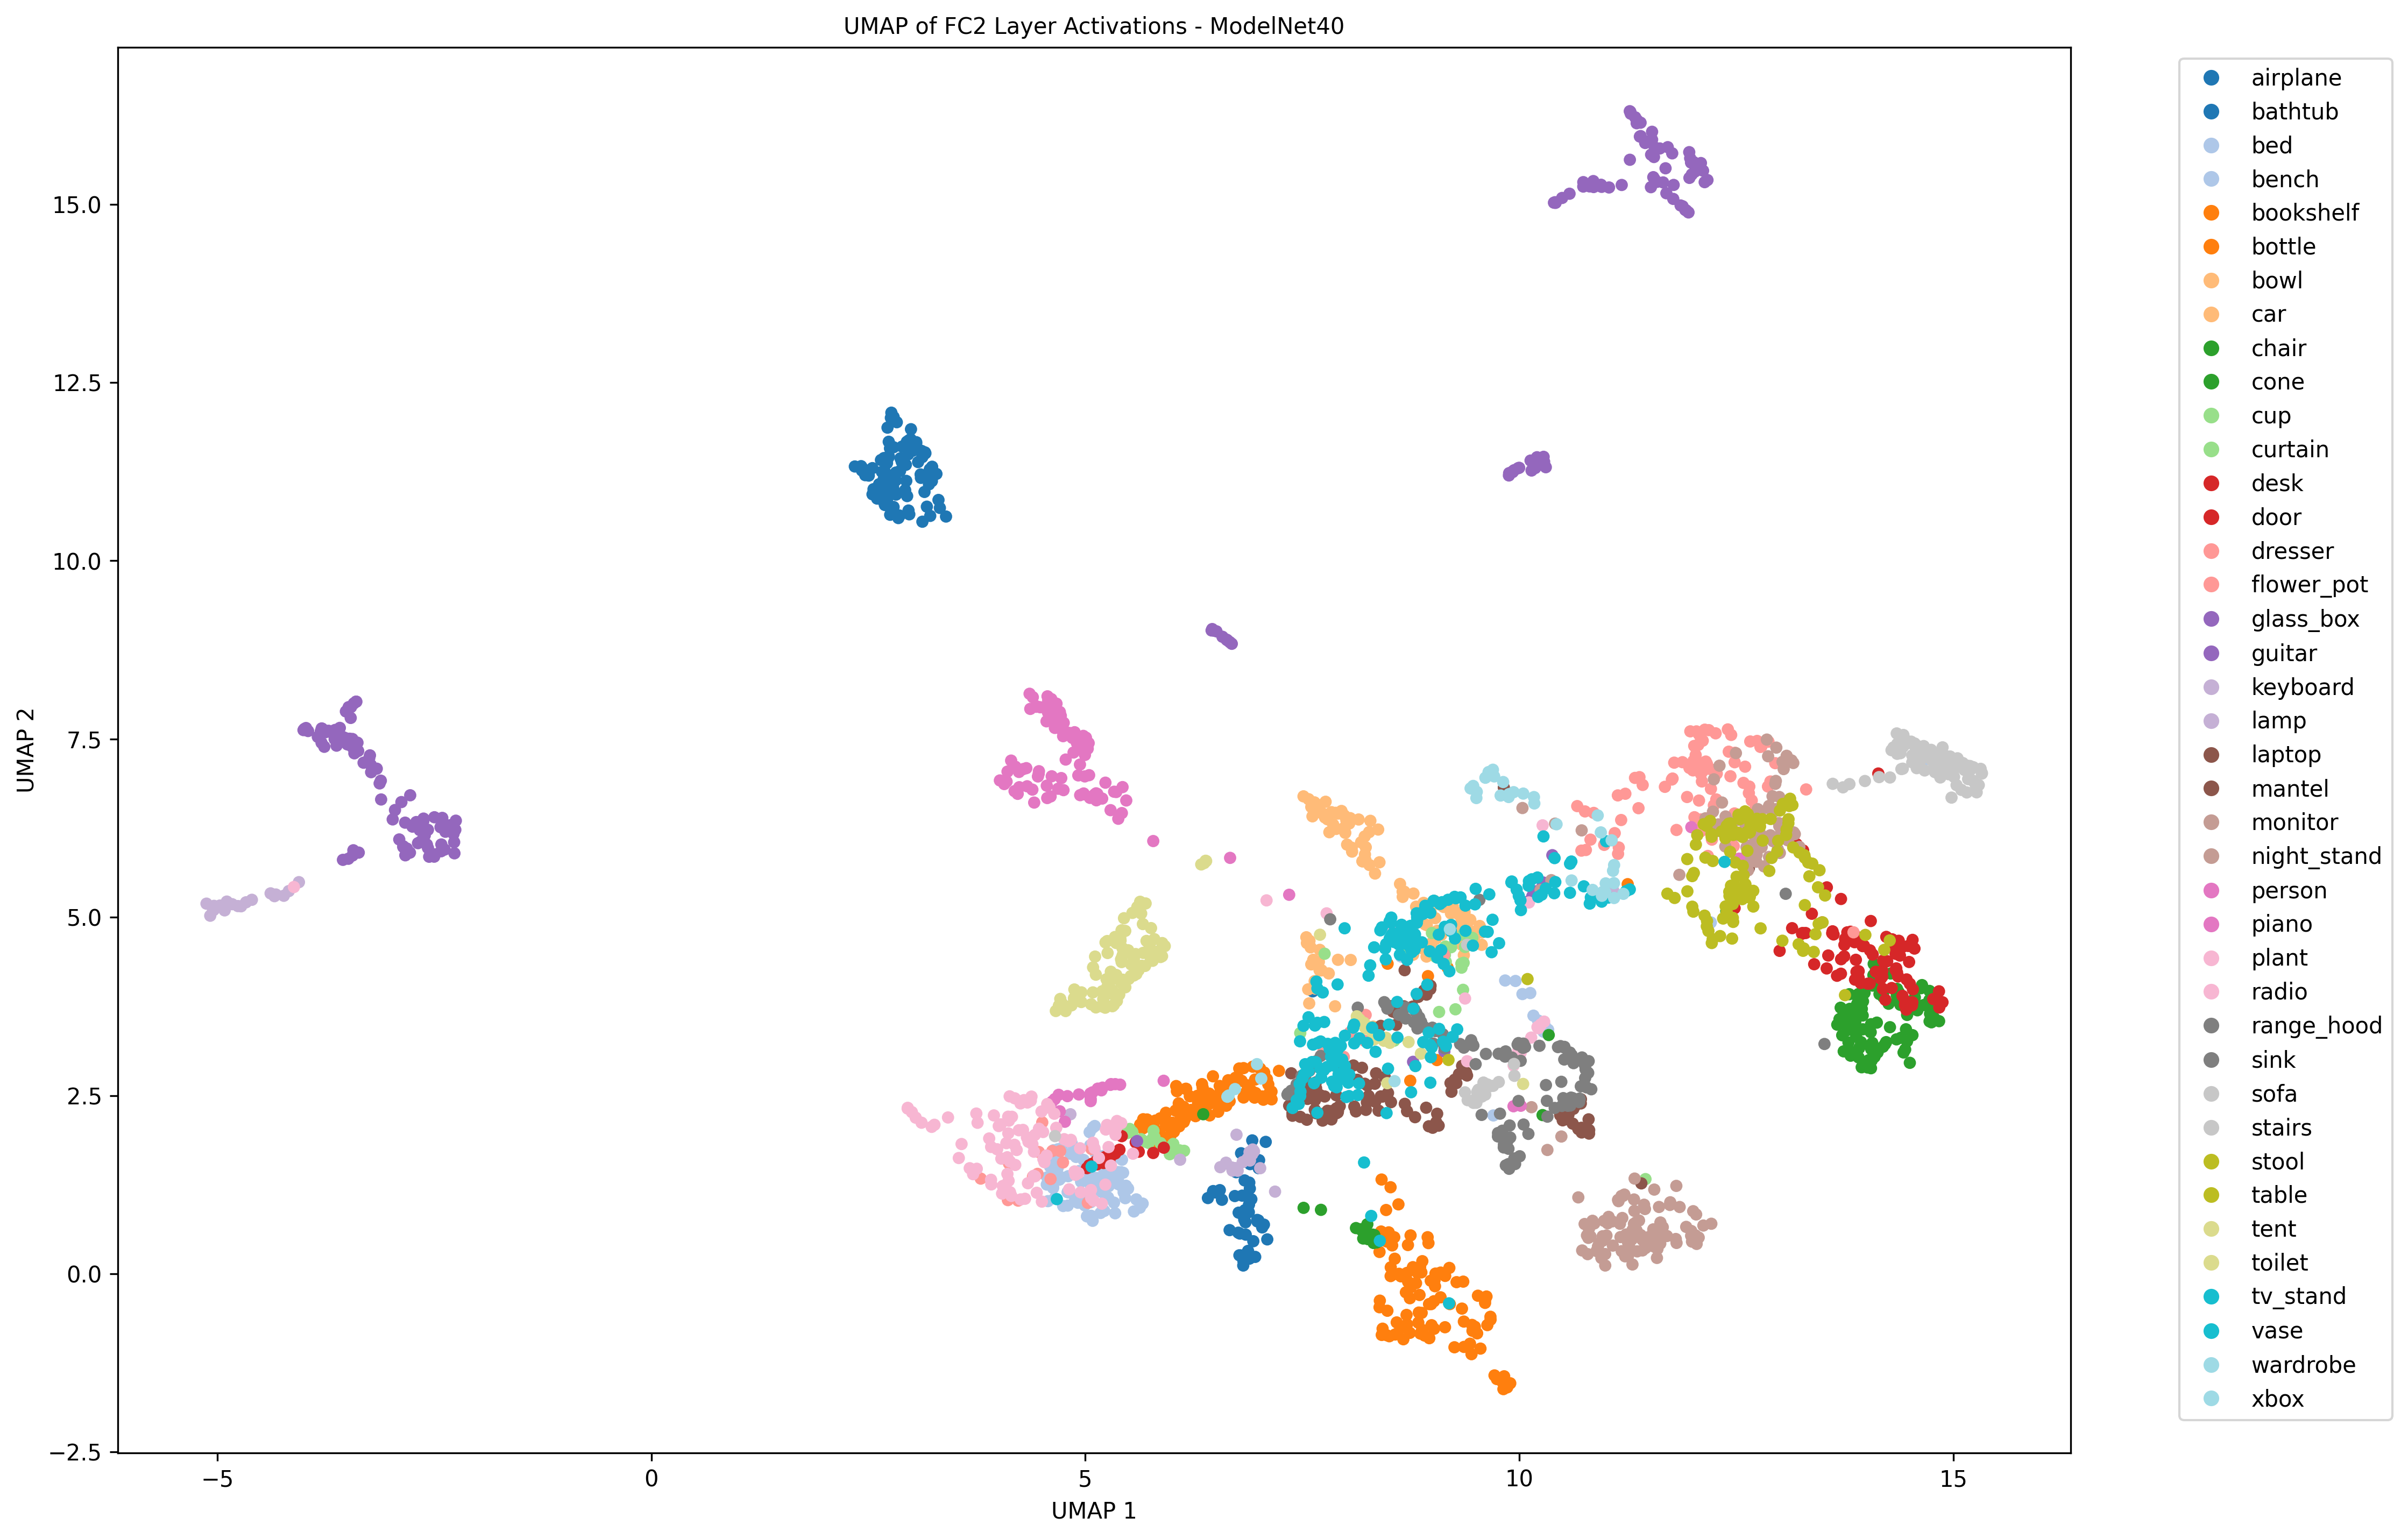 UMAP of FC2 Layer Activations - ModelNet40
UMAP 2
15.0
12.5
10.0
7.5
5.0
2.5
0.0
−2.5
−5
0
5
10
15
UMAP 1
airplane
bathtub
bed
bench
bookshelf
bottle
bowl
car
chair
cone
cup
curtain
desk
door
dresser
flower_pot
glass_box
guitar
keyboard
lamp
laptop
mantel
monitor
night_stand
person
piano
plant
radio
range_hood
sink
sofa
stairs
stool
table
tent
toilet
tv_stand
vase
wardrobe
xbox